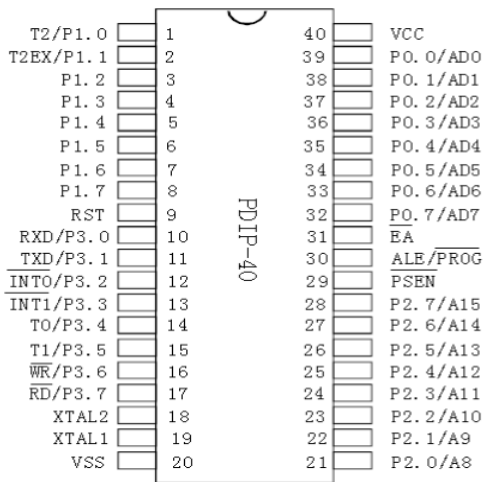 T2/P1.0 1 40 VCC
T2EX/P1.1 2 39 P0.0/AD0
P1.2 3 38 P0.1/AD1
P1.3 4 37 P0.2/AD2
P1.4 5 36 P0.3/AD3
P1.5 6 35 P0.4/AD4
P1.6 7 34 P0.5/AD5
P1.7 8 33 P0.6/AD6
RST 9 32 P0.7/AD7
RXD/P3.0 10 31 E̅A̅
TXD/P3.1 11 30 ALE/P̅R̅O̅G̅
I̅N̅T̅0̅/P3.2 12 29 P̅S̅E̅N̅
I̅N̅T̅1̅/P3.3 13 28 P2.7/A15
T0/P3.4 14 27 P2.6/A14
T1/P3.5 15 26 P2.5/A13
W̅R̅/P3.6 16 25 P2.4/A12
R̅D̅/P3.7 17 24 P2.3/A11
XTAL2 18 23 P2.2/A10
XTAL1 19 22 P2.1/A9
VSS 20 21 P2.0/A8
PDIP-40